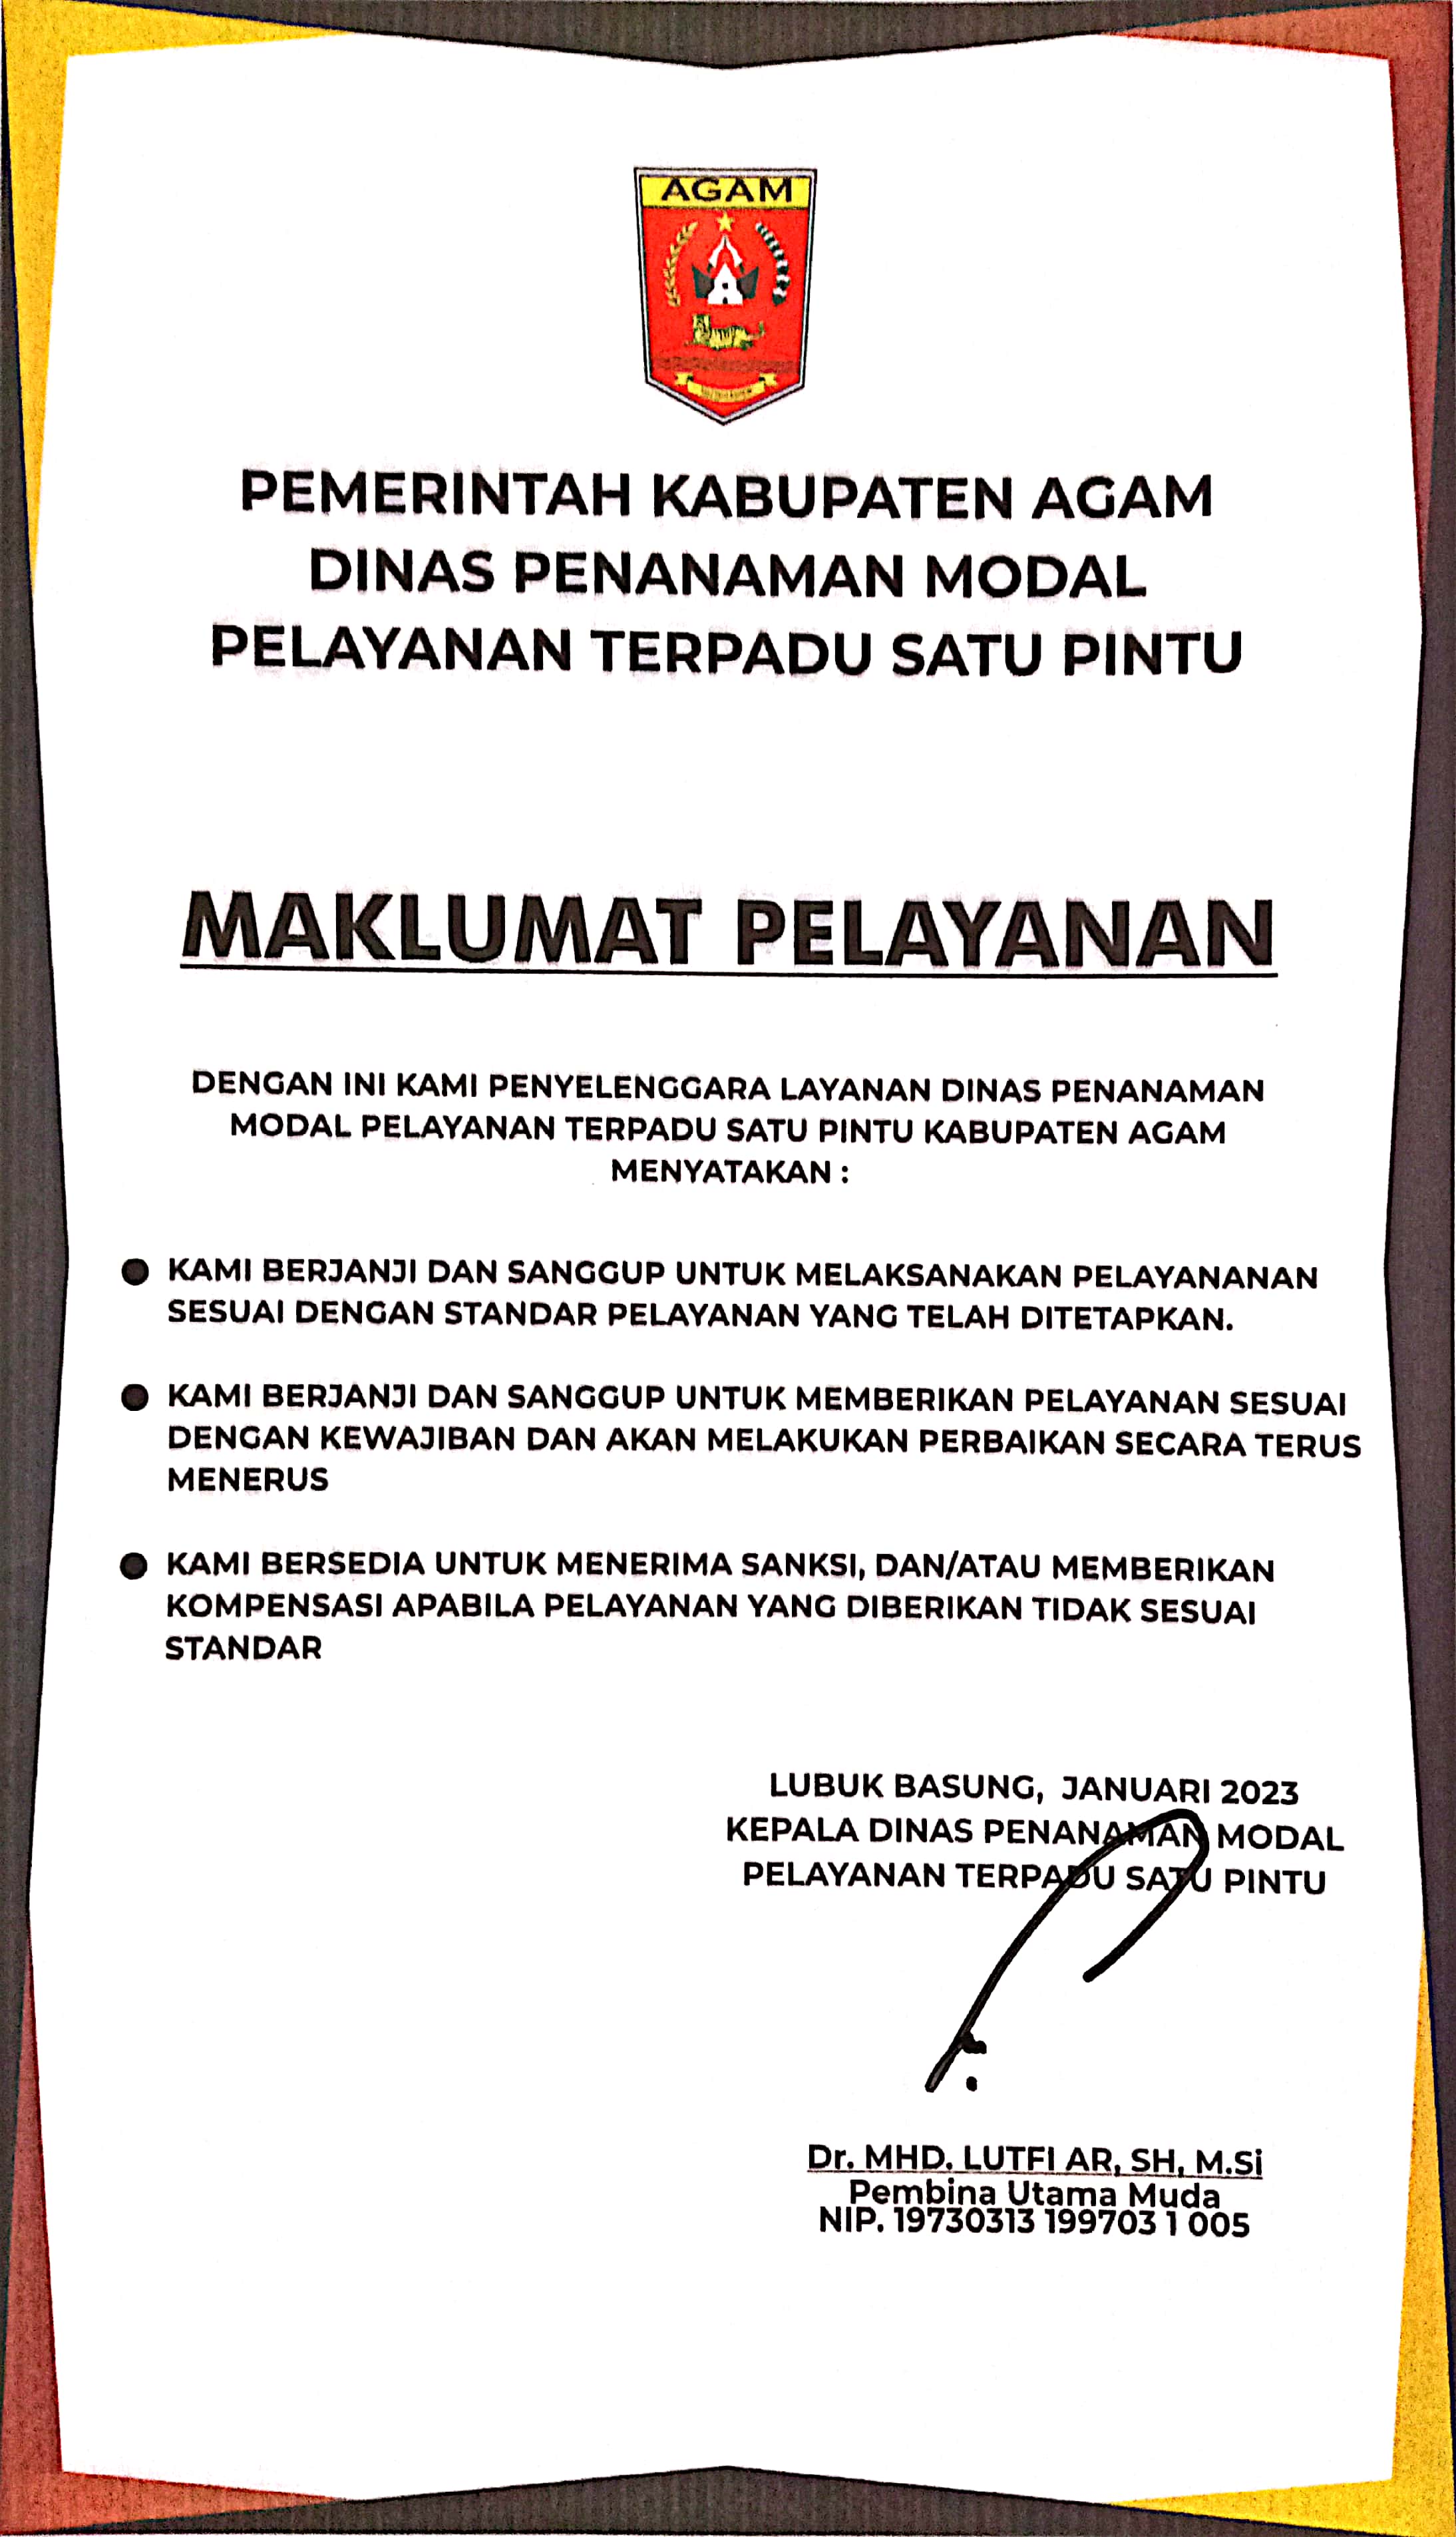 AGAM
PEMERINTAH KABUPATEN AGAM
DINAS PENANAMAN MODAL
PELAYANAN TERPADU SATU PINTU
MAKLUMAT PELAYANAN
DENGAN INI KAMI PENYELENGGARA LAYANAN DINAS PENANAMAN
MODAL PELAYANAN TERPADU SATU PINTU KABUPATEN AGAM
MENYATAKAN :
● KAMI BERJANJI DAN SANGGUP UNTUK MELAKSANAKAN PELAYANANAN
SESUAI DENGAN STANDAR PELAYANAN YANG TELAH DITETAPKAN.
● KAMI BERJANJI DAN SANGGUP UNTUK MEMBERIKAN PELAYANAN SESUAI
DENGAN KEWAJIBAN DAN AKAN MELAKUKAN PERBAIKAN SECARA TERUS
MENERUS
● KAMI BERSEDIA UNTUK MENERIMA SANKSI, DAN/ATAU MEMBERIKAN
KOMPENSASI APABILA PELAYANAN YANG DIBERIKAN TIDAK SESUAI
STANDAR
LUBUK BASUNG, JANUARI 2023
KEPALA DINAS PENANAMAN MODAL
PELAYANAN TERPADU SATU PINTU
Dr. MHD. LUTFI AR, SH, M.Si
Pembina Utama Muda
NIP. 19730313 199703 1 005